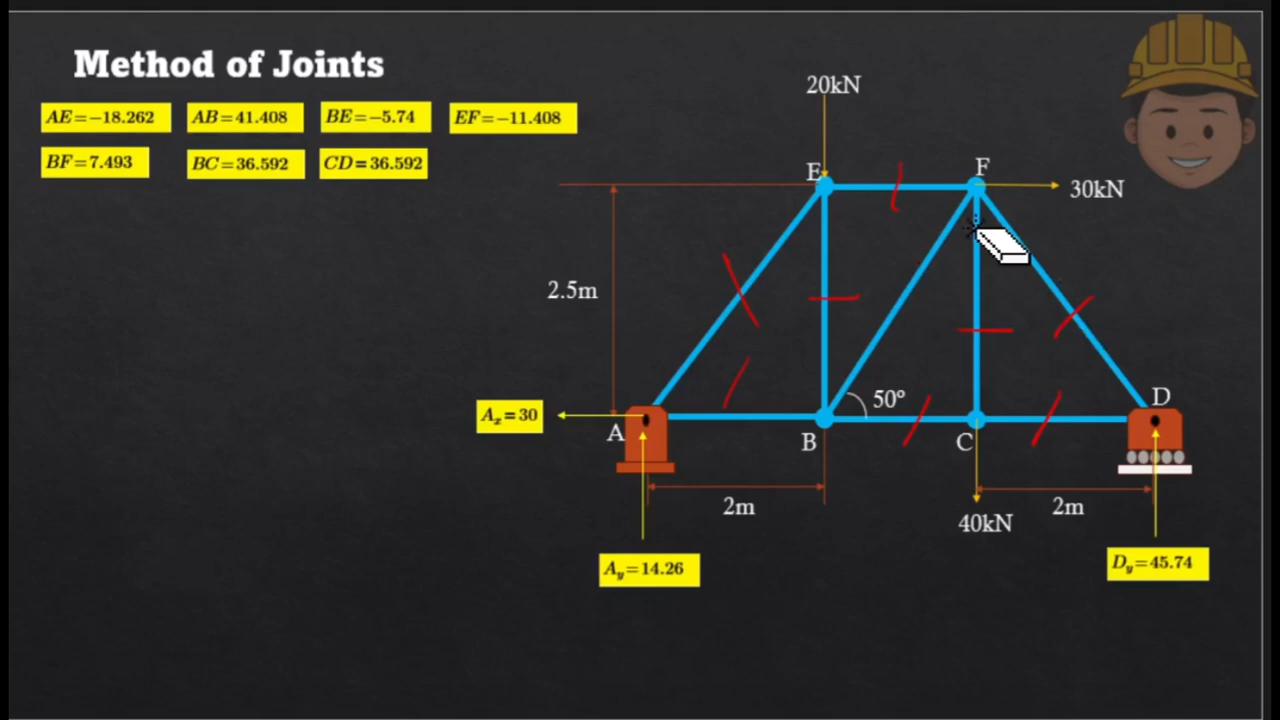 Method of Joints
AE=−18.262 AB=41.408 BE=−5.74 EF=−11.408
BF=7.493 BC=36.592 CD=36.592
20kN
E F
30kN
2.5m
A_x=30
50°
A B C D
2m 2m
40kN
A_y=14.26 D_y=45.74